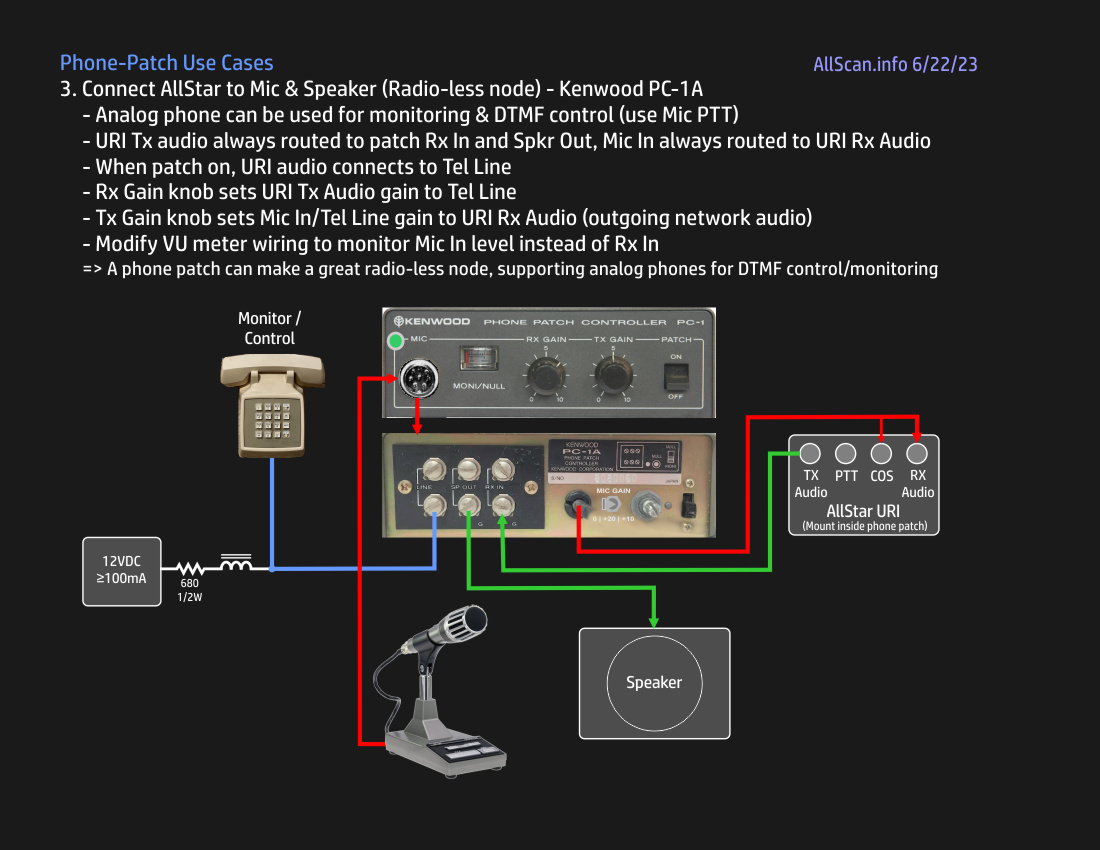 Phone-Patch Use Cases
AllScan.info 6/22/23
3. Connect AllStar to Mic & Speaker (Radio-less node) - Kenwood PC-1A
- Analog phone can be used for monitoring & DTMF control (use Mic PTT)
- URI Tx audio always routed to patch Rx In and Spkr Out, Mic In always routed to URI Rx Audio
- When patch on, URI audio connects to Tel Line
- Rx Gain knob sets URI Tx Audio gain to Tel Line
- Tx Gain knob sets Mic In/Tel Line gain to URI Rx Audio (outgoing network audio)
- Modify VU meter wiring to monitor Mic In level instead of Rx In
=> A phone patch can make a great radio-less node, supporting analog phones for DTMF control/monitoring
Monitor /
Control
KENWOOD PHONE PATCH CONTROLLER PC-1
MIC
RX GAIN
TX GAIN
PATCH
5
5
ON
MONI/NULL
0
10
0
10
OFF
KENWOOD
PC-1A
PHONE PATCH
CONTROLLER
KENWOOD CORPORATION
NULL
S/NO
JAPAN
LINE
SP OUT
RX IN
G
G
MIC GAIN
0 | +20 | +10
TX
Audio
PTT
COS
RX
Audio
AllStar URI
(Mount inside phone patch)
12VDC
≥100mA
680
1/2W
Speaker